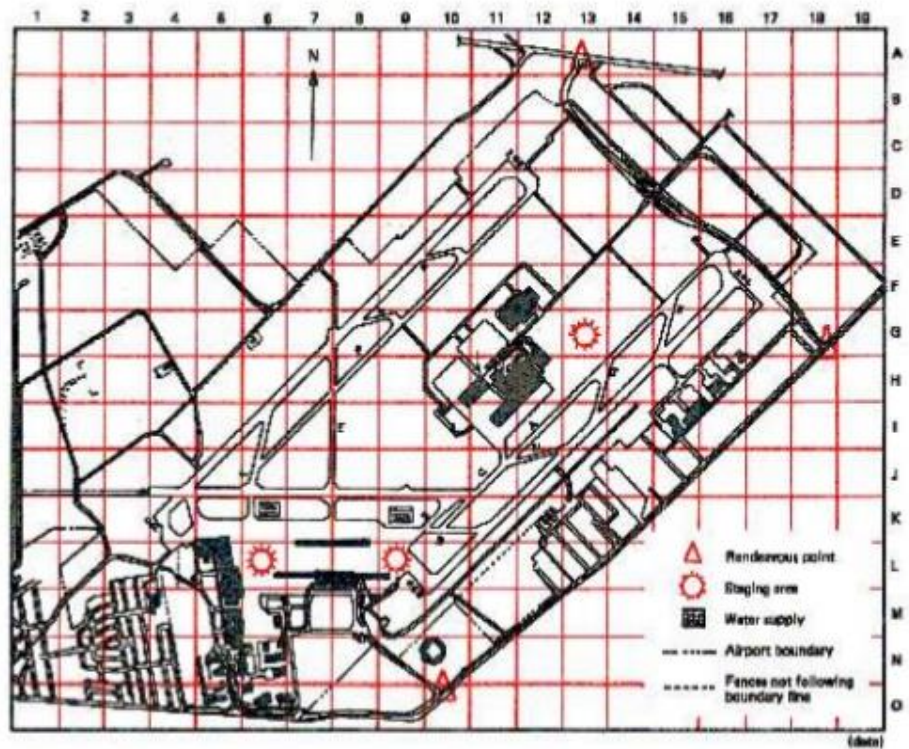 1 2 3 4 5 6 7 8 9 10 11 12 13 14 15 16 17 18 19
N
A
B
C
D
E
F
G
H
I
J
K
L
M
N
O
E
A
Rendezvous point
Staging area
Water supply
Airport boundary
Fences not following
boundary line
(date)